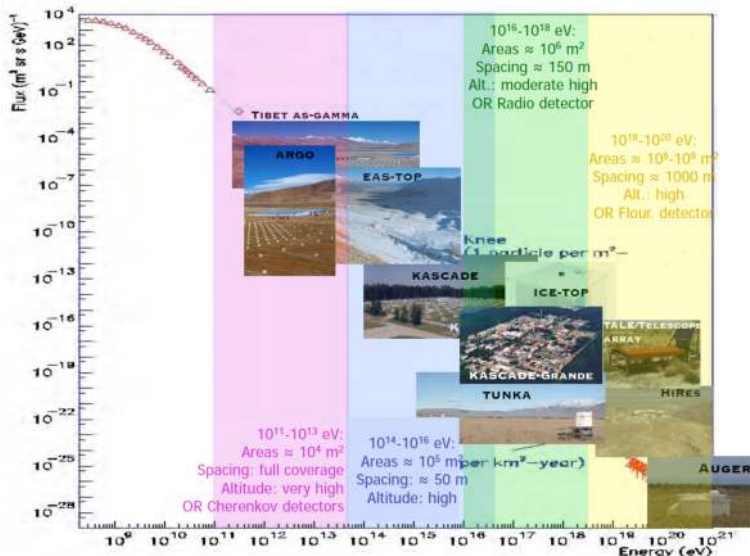 Flux (m² sr s GeV)⁻¹
10⁴
10²
10⁻¹
10⁻⁴
10⁻⁷
10⁻¹⁰
10⁻¹³
10⁻¹⁶
10⁻¹⁹
10⁻²²
10⁻²⁵
10⁻²⁸
10¹⁶-10¹⁸ eV:
Areas ≈ 10⁶ m²
Spacing ≈ 150 m
Alt.: moderate high
OR Radio detector
10¹⁸-10²⁰ eV:
Areas ≈ 10⁸-10⁹ m²
Spacing ≈ 1000 m
Alt.: high
OR Flour. detector
TIBET AS-GAMMA
ARGO
EAS-TOP
Knee
(1 particle per m²–
KASCADE
K
ICE-TOP
KASCADE-GRANDE
TALE/TELESCOPE
ARRAY
TUNKA
HIRES
AUGER
10¹¹-10¹³ eV:
Areas ≈ 10⁴ m²
Spacing: full coverage
Altitude: very high
OR Cherenkov detectors
10¹⁴-10¹⁶ eV:
Areas ≈ 10⁵ m²
Spacing: ≈ 50 m
Altitude: high
per km²–year)
10⁹ 10¹⁰ 10¹¹ 10¹² 10¹³ 10¹⁴ 10¹⁵ 10¹⁶ 10¹⁷ 10¹⁸ 10¹⁹ 10²⁰ 10²¹
Energy (eV)